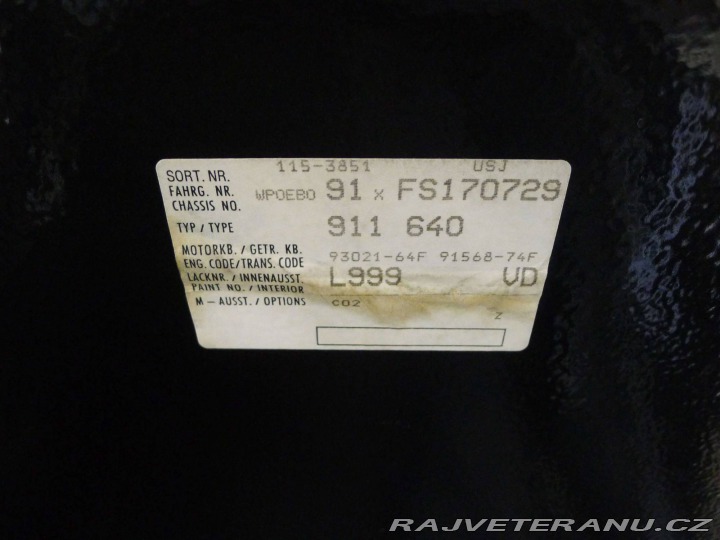 115-3851 USJ
SORT. NR.
FAHRG. NR. WPOEBO 91 x FS170729
CHASSIS NO.
TYP / TYPE 911 640
MOTORKB. / GETR. KB. 93021-64F 91568-74F
ENG. CODE/TRANS. CODE
LACKNR. / INNENAUSST. L999 VD
PAINT NO. / INTERIOR
M – AUSST. / OPTIONS C02
Z
RAJVETERANU.CZ